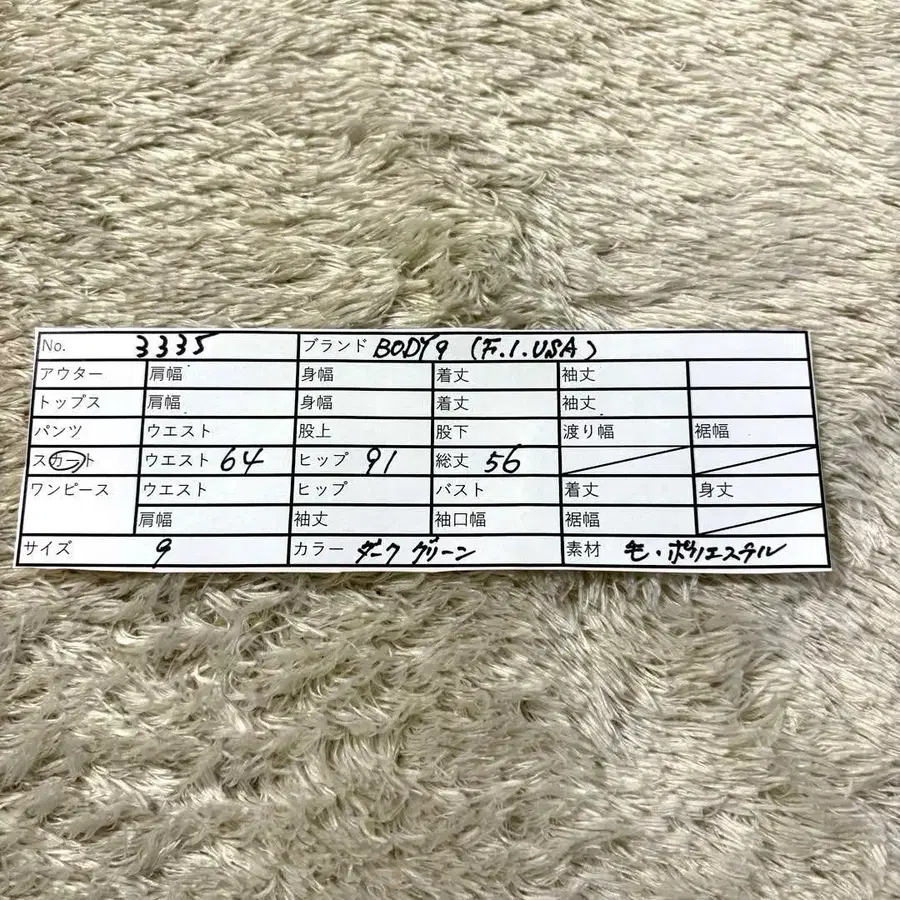 No. 3335 ブランド BODY9 (F.I.USA)
アウター 肩幅 身幅 着丈 袖丈
トップス 肩幅 身幅 着丈 袖丈
パンツ ウエスト 股上 股下 渡り幅 裾幅
スカート ウエスト 64 ヒップ 91 総丈 56
ワンピース ウエスト ヒップ バスト 着丈 身丈
肩幅 袖丈 袖口幅 裾幅
サイズ 9 カラー ダークグリーン 素材 毛・ポリエステル